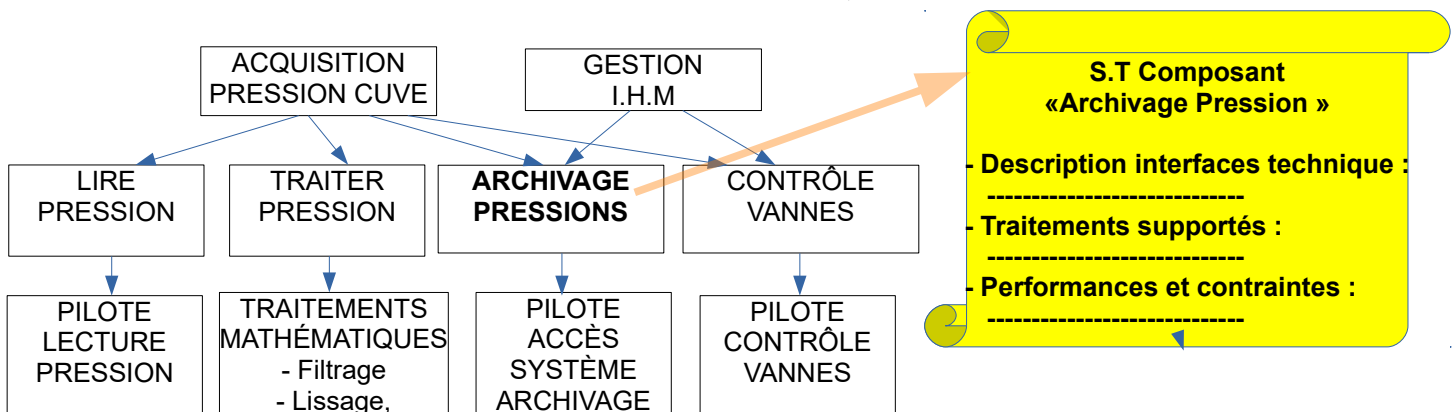 ACQUISITION
PRESSION CUVE
GESTION
I.H.M
S.T Composant
«Archivage Pression »
- Description interfaces technique :
-----------------------------
- Traitements supportés :
-----------------------------
- Performances et contraintes :
-----------------------------
LIRE
PRESSION
TRAITER
PRESSION
ARCHIVAGE
PRESSIONS
CONTRÔLE
VANNES
PILOTE
LECTURE
PRESSION
TRAITEMENTS
MATHÉMATIQUES
- Filtrage
- Lissage,
PILOTE
ACCÈS
SYSTÈME
ARCHIVAGE
PILOTE
CONTRÔLE
VANNES